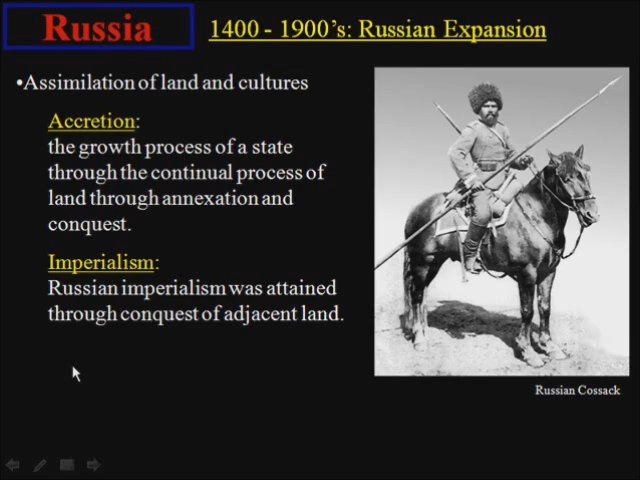 Russia
1400 - 1900’s: Russian Expansion
•Assimilation of land and cultures
Accretion:
the growth process of a state
through the continual process of
land through annexation and
conquest.
Imperialism:
Russian imperialism was attained
through conquest of adjacent land.
Russian Cossack